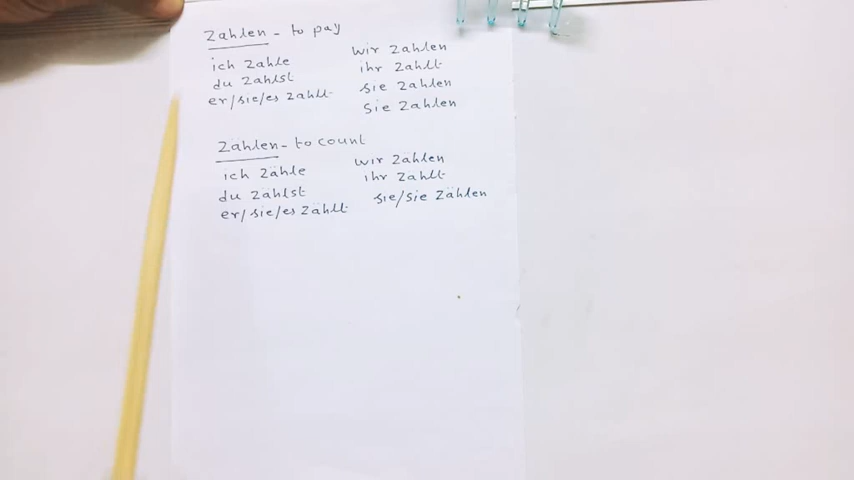 Zahlen - to pay
ich zahle
du zahlst
er/sie/es zahlt
wir zahlen
ihr zahlt
sie zahlen
Sie zahlen
Zählen - to count
ich zähle
du zählst
er/sie/es zählt
wir zählen
ihr zählt
sie/Sie zählen